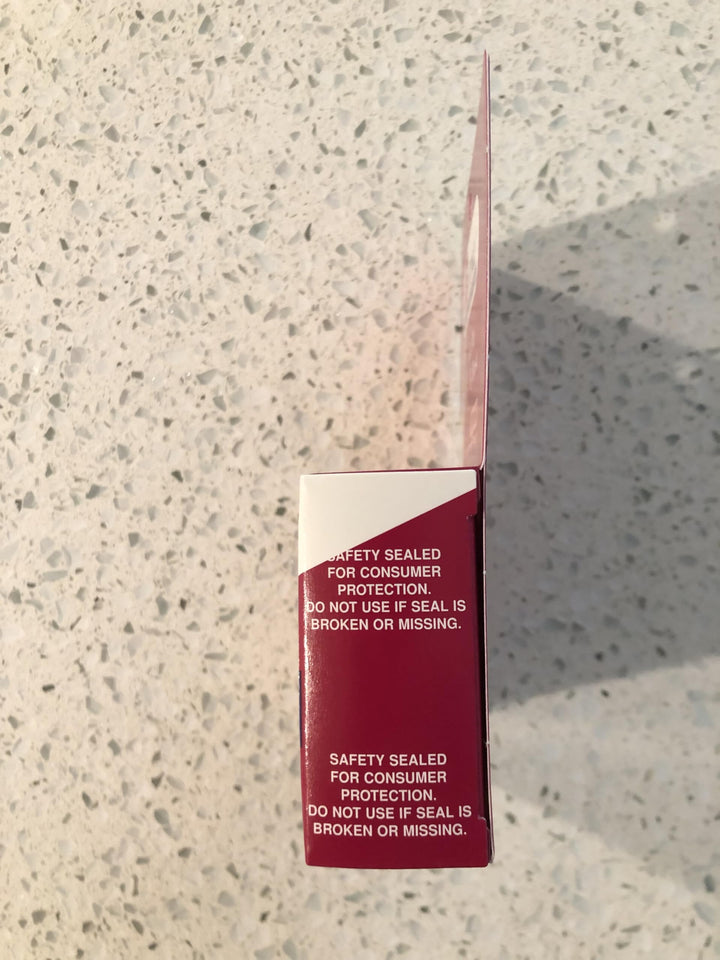 SAFETY SEALED
FOR CONSUMER
PROTECTION.
DO NOT USE IF SEAL IS
BROKEN OR MISSING.
SAFETY SEALED
FOR CONSUMER
PROTECTION.
DO NOT USE IF SEAL IS
BROKEN OR MISSING.